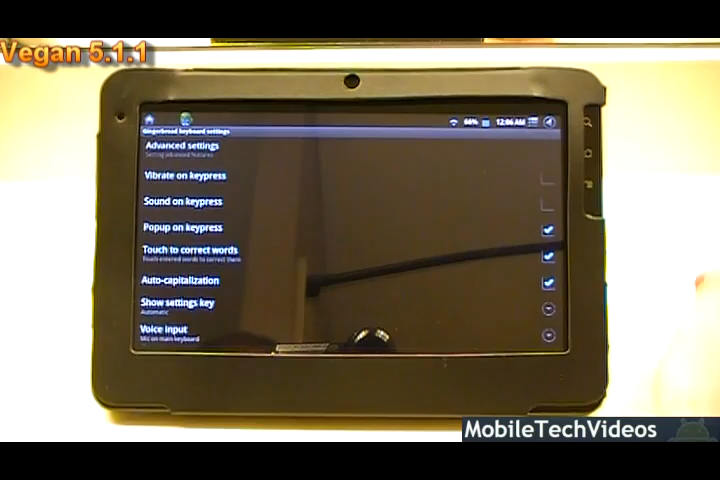 Vegan 5.1.1
66% 12:06 AM
Gingerbread keyboard settings
Advanced settings
Setting advanced features
Vibrate on keypress
Sound on keypress
Popup on keypress
Touch to correct words
Touch entered words to correct them
Auto-capitalization
Show settings key
Automatic
Voice input
Mic on main keyboard
MobileTechVideos